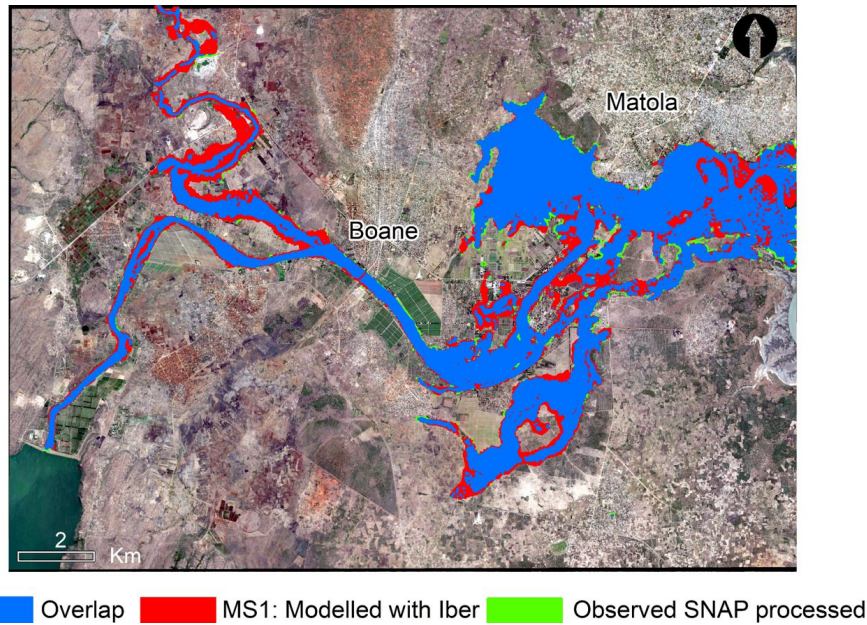 Matola
Boane
2
Km
Overlap
MS1: Modelled with Iber
Observed SNAP processed